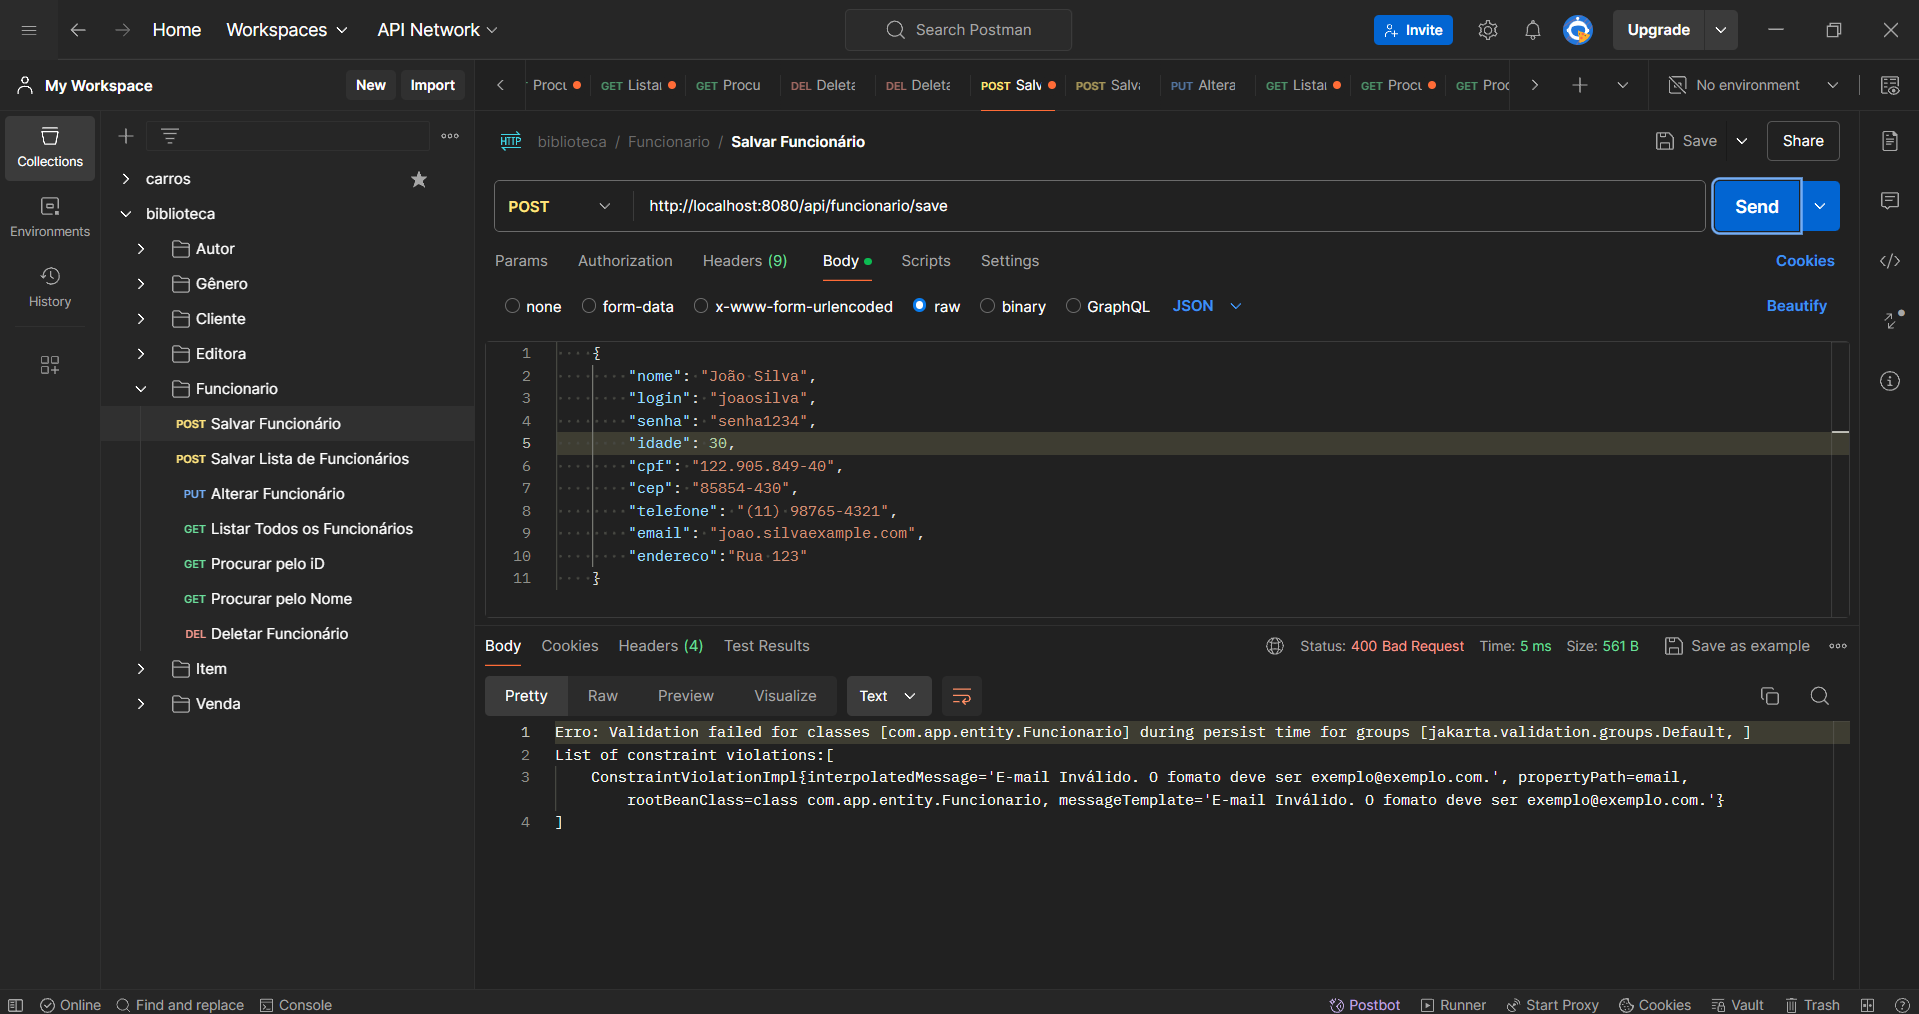 Home
Workspaces
API Network
Search Postman
Invite
Upgrade
My Workspace
New
Import
Procu
GET Listar
GET Procu
DEL Deleta
DEL Deleta
POST Salv
POST Salva
PUT Altera
GET Listar
GET Procu
GET Proc
No environment
Collections
Environments
History
carros
biblioteca
Autor
Gênero
Cliente
Editora
Funcionario
POST Salvar Funcionário
POST Salvar Lista de Funcionários
PUT Alterar Funcionário
GET Listar Todos os Funcionários
GET Procurar pelo iD
GET Procurar pelo Nome
DEL Deletar Funcionário
Item
Venda
HTTP biblioteca / Funcionario / Salvar Funcionário
Save
Share
POST
http://localhost:8080/api/funcionario/save
Send
Params Authorization Headers (9) Body Scripts Settings
Cookies
none form-data x-www-form-urlencoded raw binary GraphQL JSON
Beautify
1 {
2 "nome": "João Silva",
3 "login": "joaosilva",
4 "senha": "senha1234",
5 "idade": 30,
6 "cpf": "122.905.849-40",
7 "cep": "85854-430",
8 "telefone": "(11) 98765-4321",
9 "email": "joao.silvaexample.com",
10 "endereco":"Rua 123"
11 }
Body Cookies Headers (4) Test Results
Status: 400 Bad Request Time: 5 ms Size: 561 B
Save as example
Pretty Raw Preview Visualize Text
1 Erro: Validation failed for classes [com.app.entity.Funcionario] during persist time for groups [jakarta.validation.groups.Default, ]
2 List of constraint violations:[
3 ConstraintViolationImpl{interpolatedMessage='E-mail Inválido. O fomato deve ser exemplo@exemplo.com.', propertyPath=email,
rootBeanClass=class com.app.entity.Funcionario, messageTemplate='E-mail Inválido. O fomato deve ser exemplo@exemplo.com.'}
4 ]
Online
Find and replace
Console
Postbot
Runner
Start Proxy
Cookies
Vault
Trash